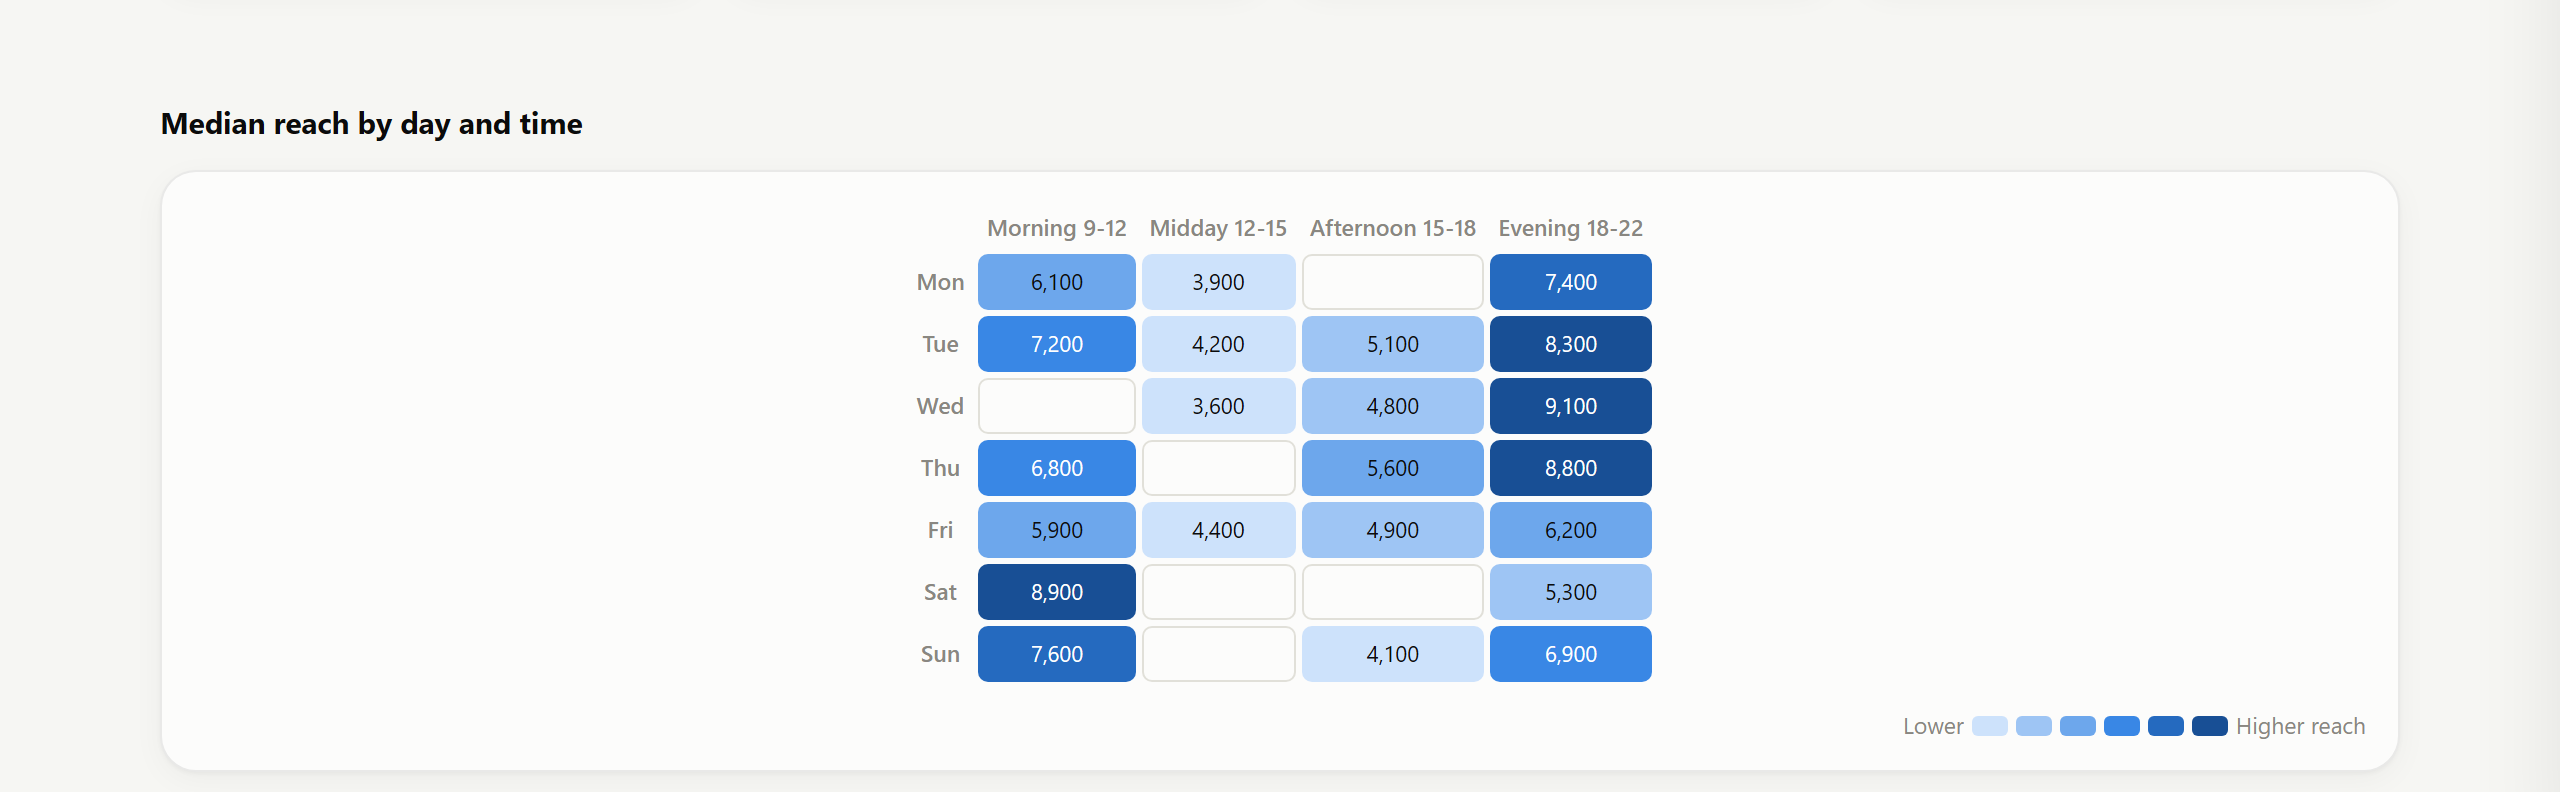 Median reach by day and time
Morning 9-12 Midday 12-15 Afternoon 15-18 Evening 18-22
Mon 6,100 3,900 7,400
Tue 7,200 4,200 5,100 8,300
Wed 3,600 4,800 9,100
Thu 6,800 5,600 8,800
Fri 5,900 4,400 4,900 6,200
Sat 8,900 5,300
Sun 7,600 4,100 6,900
Lower Higher reach